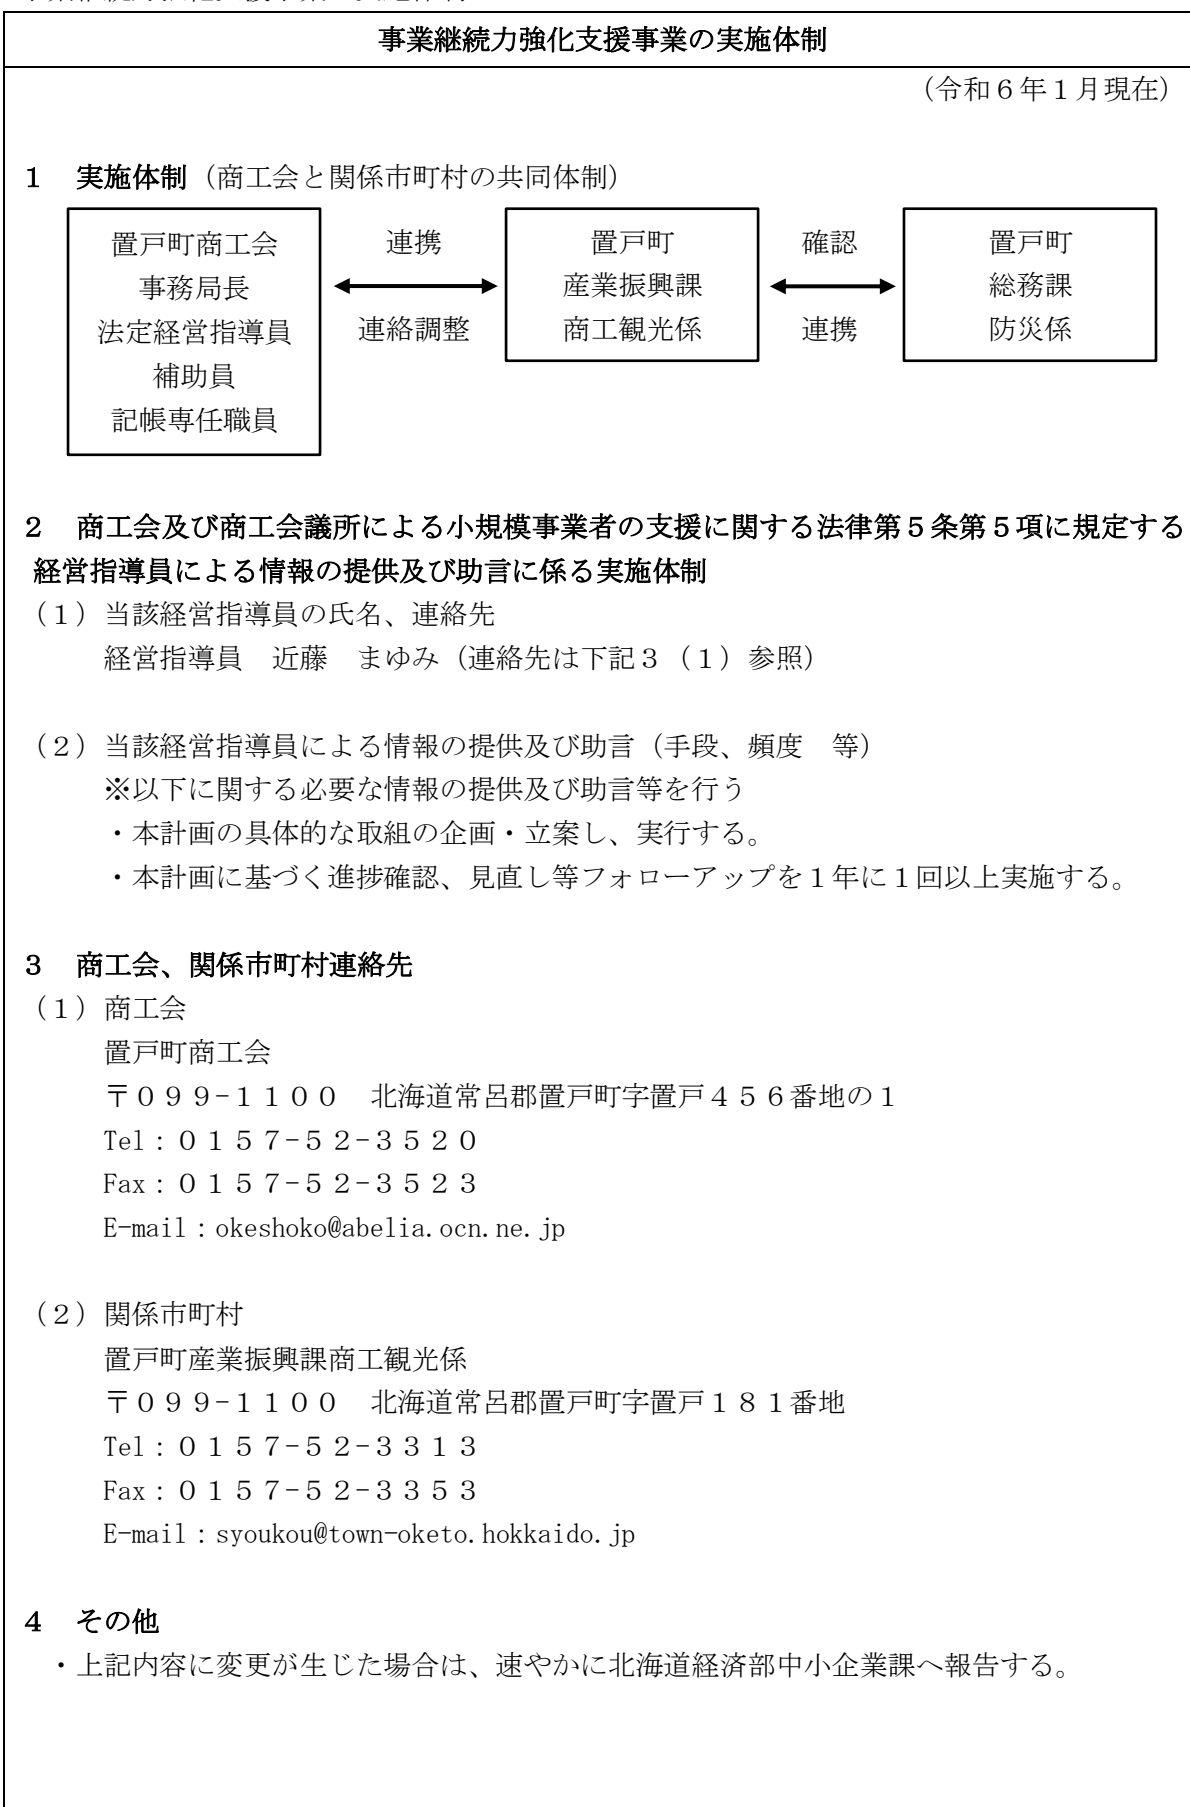 事業継続力強化支援事業の実施体制
（令和６年１月現在）
１　実施体制（商工会と関係市町村の共同体制）
置戸町商工会
事務局長
法定経営指導員
補助員
記帳専任職員
連携
連絡調整
置戸町
産業振興課
商工観光係
確認
連携
置戸町
総務課
防災係
２　商工会及び商工会議所による小規模事業者の支援に関する法律第５条第５項に規定する
経営指導員による情報の提供及び助言に係る実施体制
（１）当該経営指導員の氏名、連絡先
経営指導員　近藤　まゆみ（連絡先は下記３（１）参照）
（２）当該経営指導員による情報の提供及び助言（手段、頻度　等）
※以下に関する必要な情報の提供及び助言等を行う
・本計画の具体的な取組の企画・立案し、実行する。
・本計画に基づく進捗確認、見直し等フォローアップを１年に１回以上実施する。
３　商工会、関係市町村連絡先
（１）商工会
置戸町商工会
〒０９９-１１００　北海道常呂郡置戸町字置戸４５６番地の１
Tel：０１５７-５２-３５２０
Fax：０１５７-５２-３５２３
E-mail：okeshoko@abelia.ocn.ne.jp
（２）関係市町村
置戸町産業振興課商工観光係
〒０９９-１１００　北海道常呂郡置戸町字置戸１８１番地
Tel：０１５７-５２-３３１３
Fax：０１５７-５２-３３５３
E-mail：syoukou@town-oketo.hokkaido.jp
４　その他
・上記内容に変更が生じた場合は、速やかに北海道経済部中小企業課へ報告する。